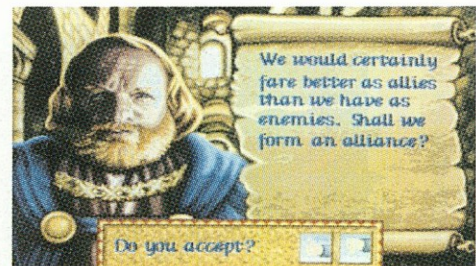 We would certainly
fare better as allies
than we have as
enemies. Shall we
form an alliance?
Do you accept?